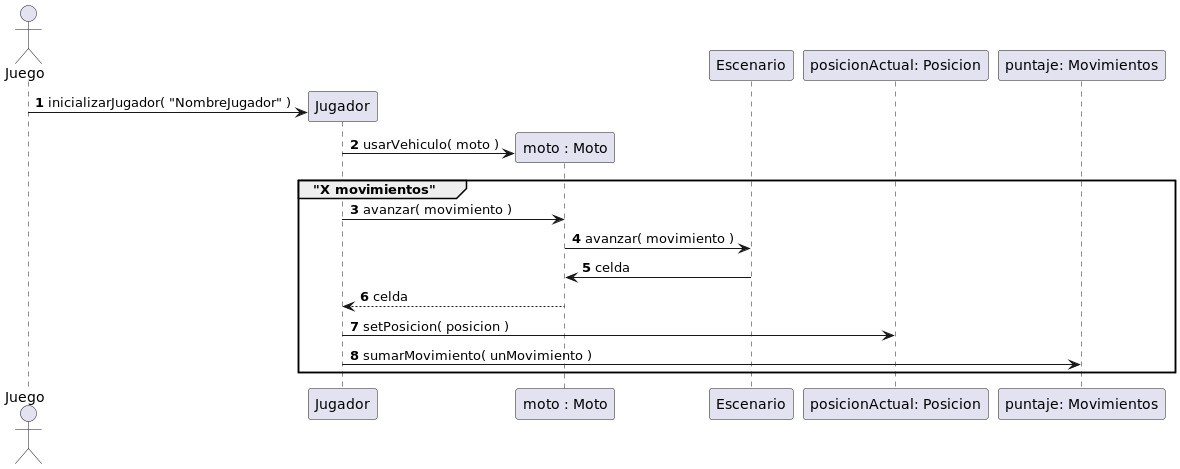 Juego
Escenario
posicionActual: Posicion
puntaje: Movimientos
1 inicializarJugador( "NombreJugador" )
Jugador
2 usarVehiculo( moto )
moto : Moto
"X movimientos"
3 avanzar( movimiento )
4 avanzar( movimiento )
5 celda
6 celda
7 setPosicion( posicion )
8 sumarMovimiento( unMovimiento )
Juego
Jugador
moto : Moto
Escenario
posicionActual: Posicion
puntaje: Movimientos